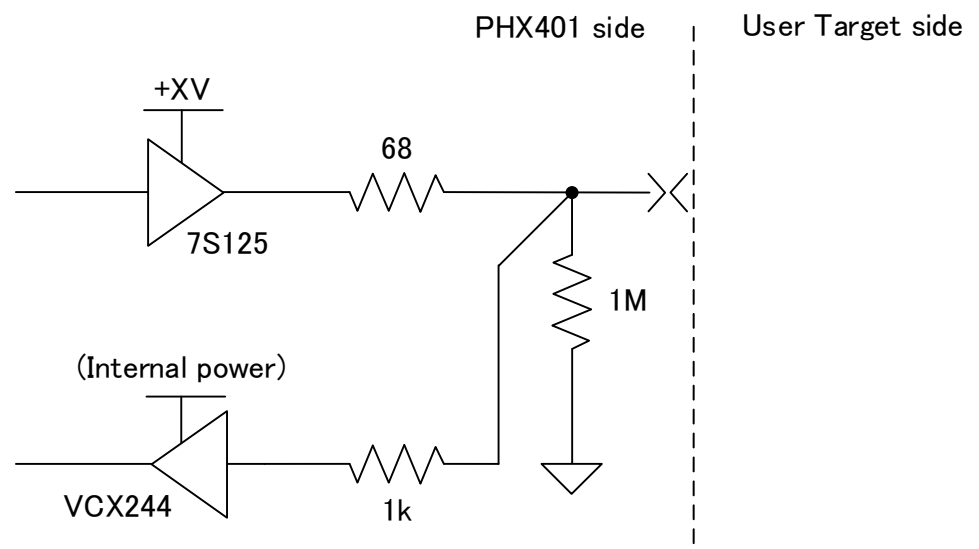 PHX401 side
User Target side
+XV
68
7S125
1M
(Internal power)
VCX244
1k